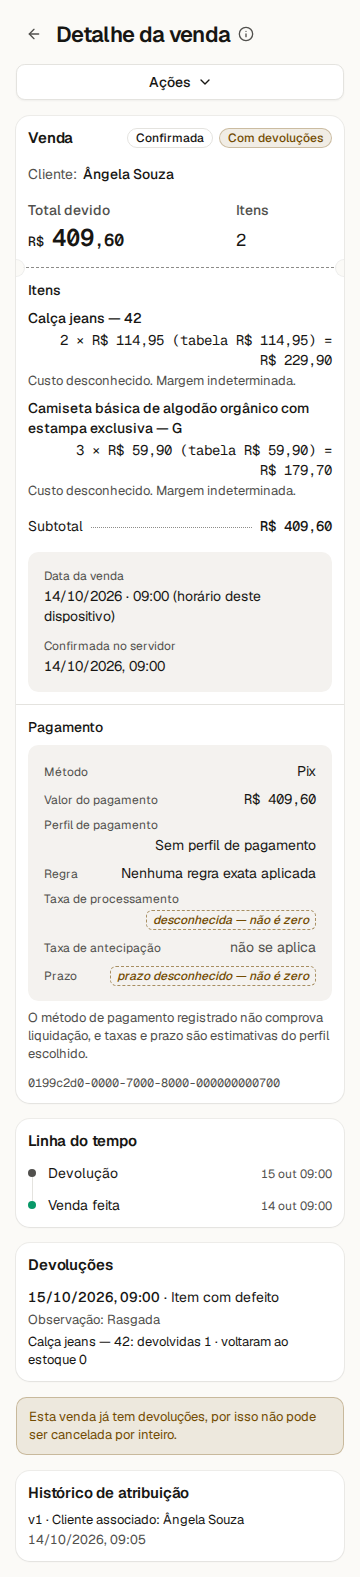 Detalhe da venda
Ações
Venda
Confirmada
Com devoluções
Cliente: Ângela Souza
Total devido
Itens
R$ 409,60
2
Itens
Calça jeans — 42
2 × R$ 114,95 (tabela R$ 114,95) =
R$ 229,90
Custo desconhecido. Margem indeterminada.
Camiseta básica de algodão orgânico com
estampa exclusiva — G
3 × R$ 59,90 (tabela R$ 59,90) =
R$ 179,70
Custo desconhecido. Margem indeterminada.
Subtotal R$ 409,60
Data da venda
14/10/2026 · 09:00 (horário deste
dispositivo)
Confirmada no servidor
14/10/2026, 09:00
Pagamento
Método Pix
Valor do pagamento R$ 409,60
Perfil de pagamento
Sem perfil de pagamento
Regra Nenhuma regra exata aplicada
Taxa de processamento
desconhecida — não é zero
Taxa de antecipação não se aplica
Prazo prazo desconhecido — não é zero
O método de pagamento registrado não comprova
liquidação, e taxas e prazo são estimativas do perfil
escolhido.
0199c2d0-0000-7000-8000-000000000700
Linha do tempo
Devolução 15 out 09:00
Venda feita 14 out 09:00
Devoluções
15/10/2026, 09:00 · Item com defeito
Observação: Rasgada
Calça jeans — 42: devolvidas 1 · voltaram ao
estoque 0
Esta venda já tem devoluções, por isso não pode
ser cancelada por inteiro.
Histórico de atribuição
v1 · Cliente associado: Ângela Souza
14/10/2026, 09:05